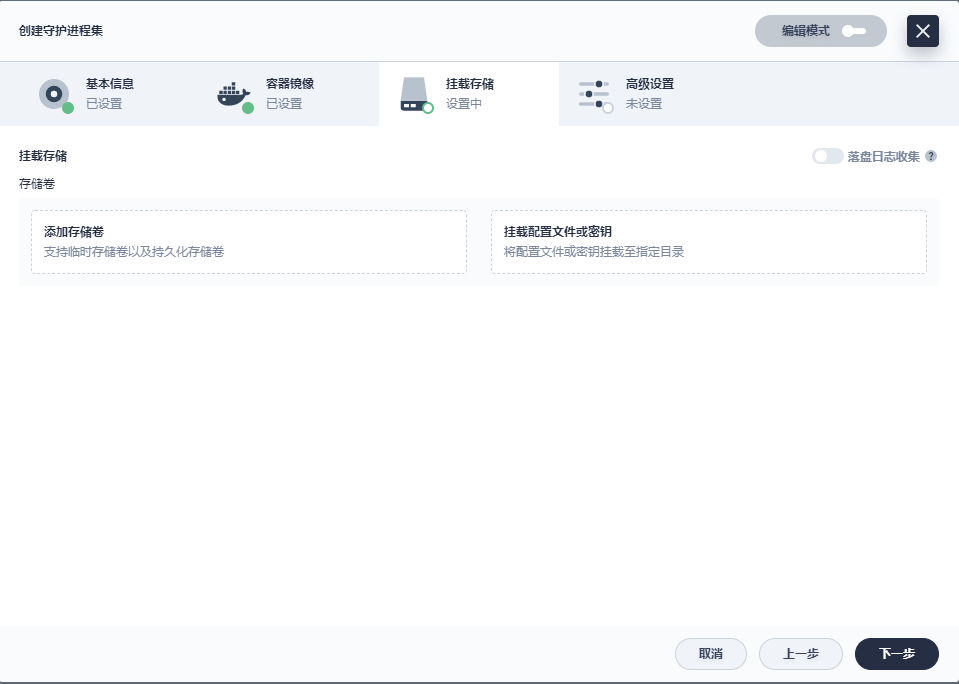 创建守护进程集
编辑模式
基本信息
已设置
容器镜像
已设置
挂载存储
设置中
高级设置
未设置
挂载存储
落盘日志收集 ?
存储卷
添加存储卷
支持临时存储卷以及持久化存储卷
挂载配置文件或密钥
将配置文件或密钥挂载至指定目录
取消
上一步
下一步